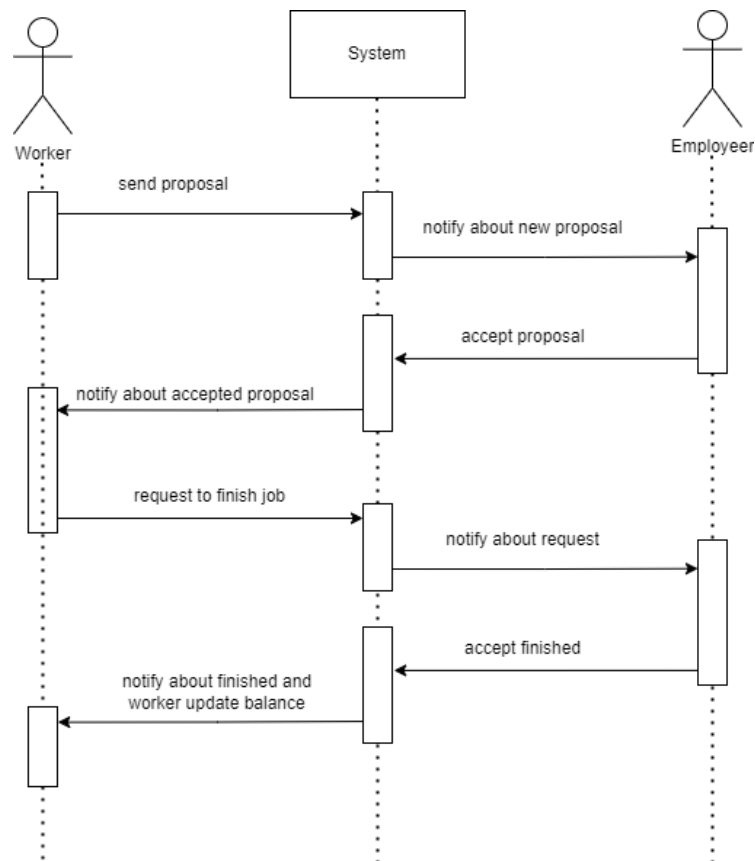 System
Worker
Employeer
send proposal
notify about new proposal
accept proposal
notify about accepted proposal
request to finish job
notify about request
accept finished
notify about finished and
worker update balance